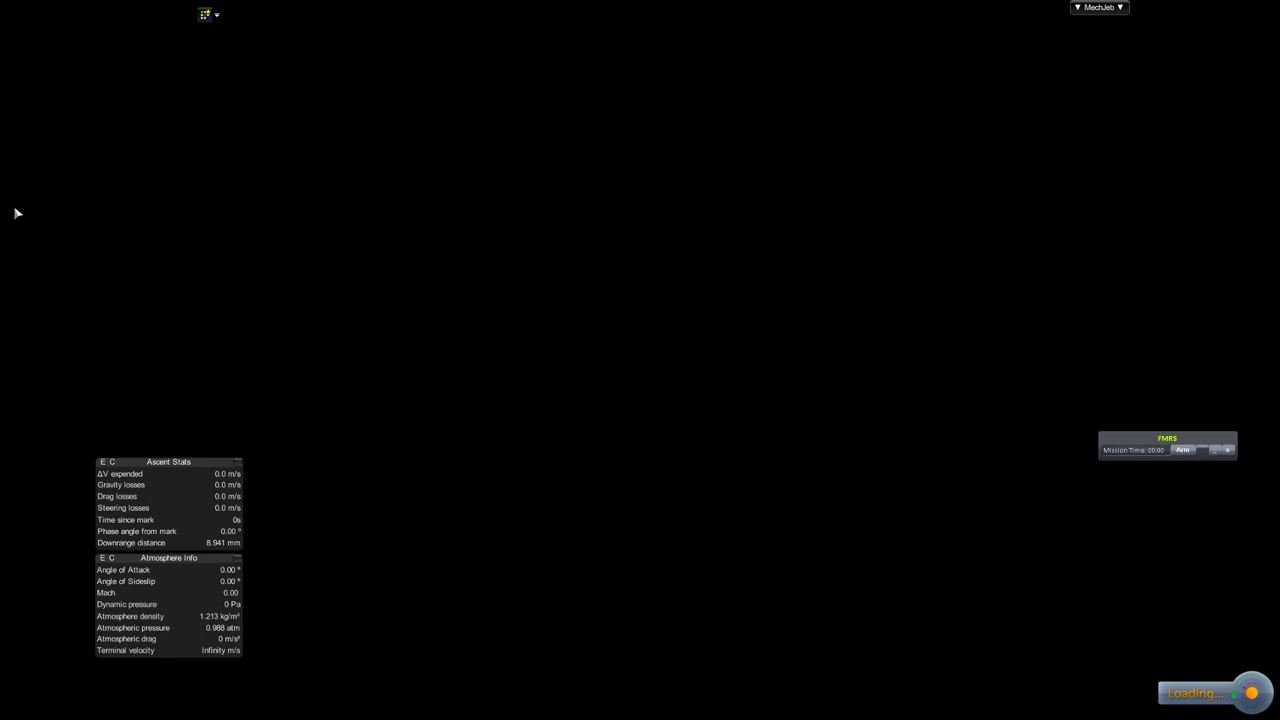 ▼ MechJeb ▼
FMRS
Mission Time: 00:00 Arm _ x
E C Ascent Stats
ΔV expended 0.0 m/s
Gravity losses 0.0 m/s
Drag losses 0.0 m/s
Steering losses 0.0 m/s
Time since mark 0s
Phase angle from mark 0.00 º
Downrange distance 8.941 mm
E C Atmosphere Info
Angle of Attack 0.00 º
Angle of Sideslip 0.00 º
Mach 0.00
Dynamic pressure 0 Pa
Atmosphere density 1.213 kg/m³
Atmospheric pressure 0.988 atm
Atmospheric drag 0 m/s²
Terminal velocity Infinity m/s
Loading...